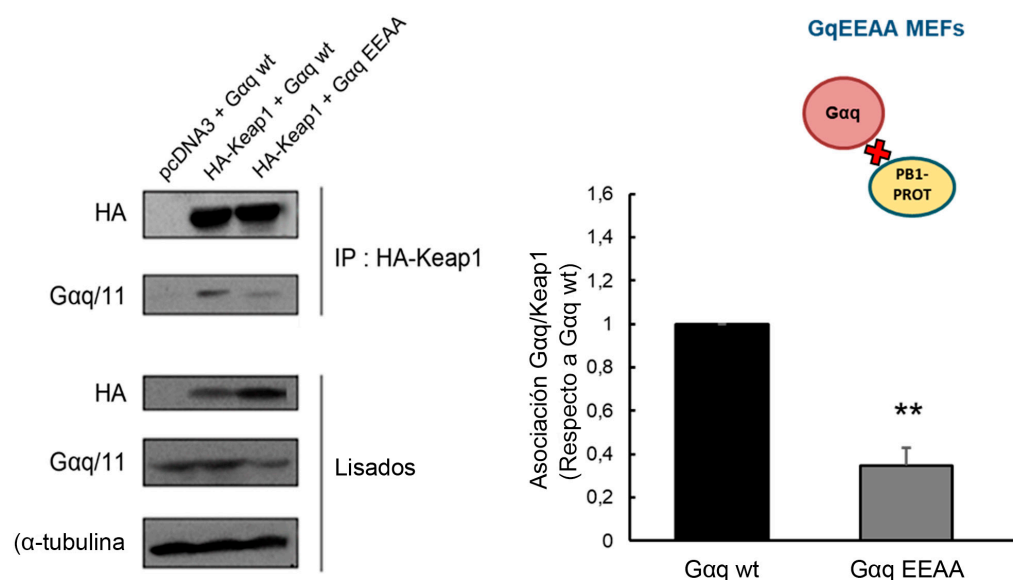 pcDNA3 + Gαq wt
HA-Keap1 + Gαq wt
HA-Keap1 + Gαq EEAA
HA
IP : HA-Keap1
Gαq/11
HA
Gαq/11
Lisados
(α-tubulina
GqEEAA MEFs
Gαq
PB1-
PROT
Asociación Gαq/Keap1
(Respecto a Gαq wt)
1,6
1,4
1,2
1
0,8
0,6
0,4
0,2
0
**
Gαq wt
Gαq EEAA